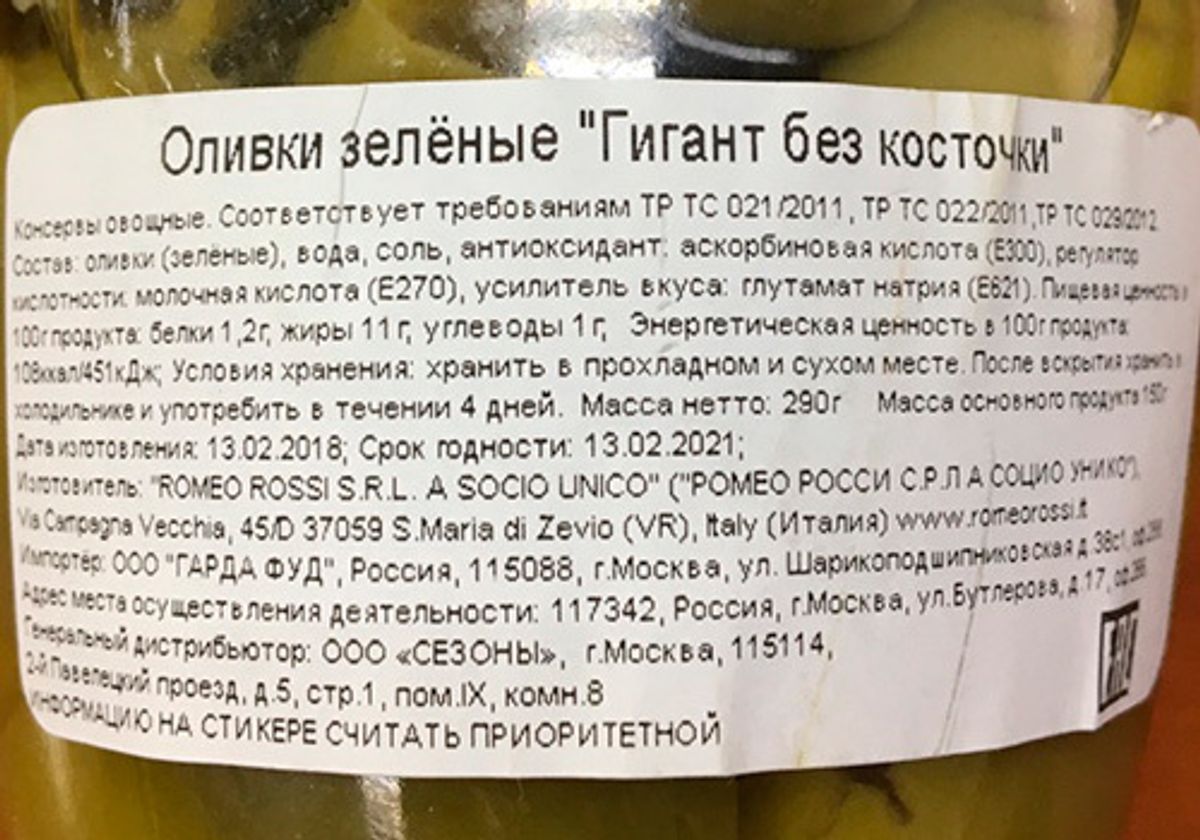 Оливки зелёные "Гигант без косточки"
Консервы овощные. Соответствует требованиям ТР ТС 021/2011, ТР ТС 022/2011,ТР ТС 029/2012.
Состав: оливки (зелёные), вода, соль, антиоксидант: аскорбиновая кислота (Е300), регулятор
кислотности: молочная кислота (Е270), усилитель вкуса: глутамат натрия (Е621). Пищевая ценность в
100г продукта: белки 1,2г, жиры 11г, углеводы 1г; Энергетическая ценность в 100г продукта:
108ккал/451кДж; Условия хранения: хранить в прохладном и сухом месте. После вскрытия хранить в
холодильнике и употребить в течении 4 дней. Масса нетто: 290г Масса основного продукта 150г
Дата изготовления: 13.02.2018; Срок годности: 13.02.2021;
Изготовитель: "ROMEO ROSSI S.R.L. A SOCIO UNICO" ("РОМЕО РОССИ С.Р.Л А СОЦИО УНИКО"),
Via Campagna Vecchia, 45/D 37059 S.Maria di Zevio (VR), Italy (Италия) www.romeorossi.it
Импортёр: ООО "ГАРДА ФУД", Россия, 115088, г.Москва, ул. Шарикоподшипниковская д.38с1, оф.
Адрес места осуществления деятельности: 117342, Россия, г.Москва, ул.Бутлерова, д.17, оф.
Генеральный дистрибьютор: ООО «СЕЗОНЫ», г.Москва, 115114,
2-й Павелецкий проезд, д.5, стр.1, пом.IX, комн.8
ИНФОРМАЦИЮ НА СТИКЕРЕ СЧИТАТЬ ПРИОРИТЕТНОЙ